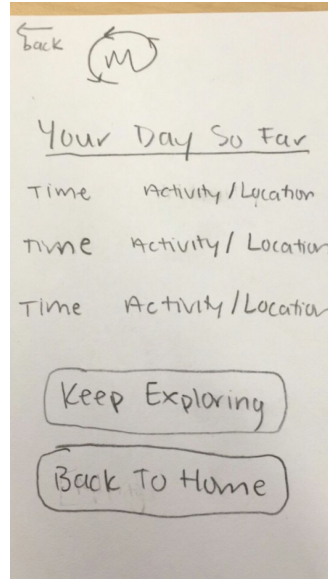 back
M
Your Day So Far
Time Activity/Location
Time Activity/Location
Time Activity/Location
Keep Exploring
Back To Home